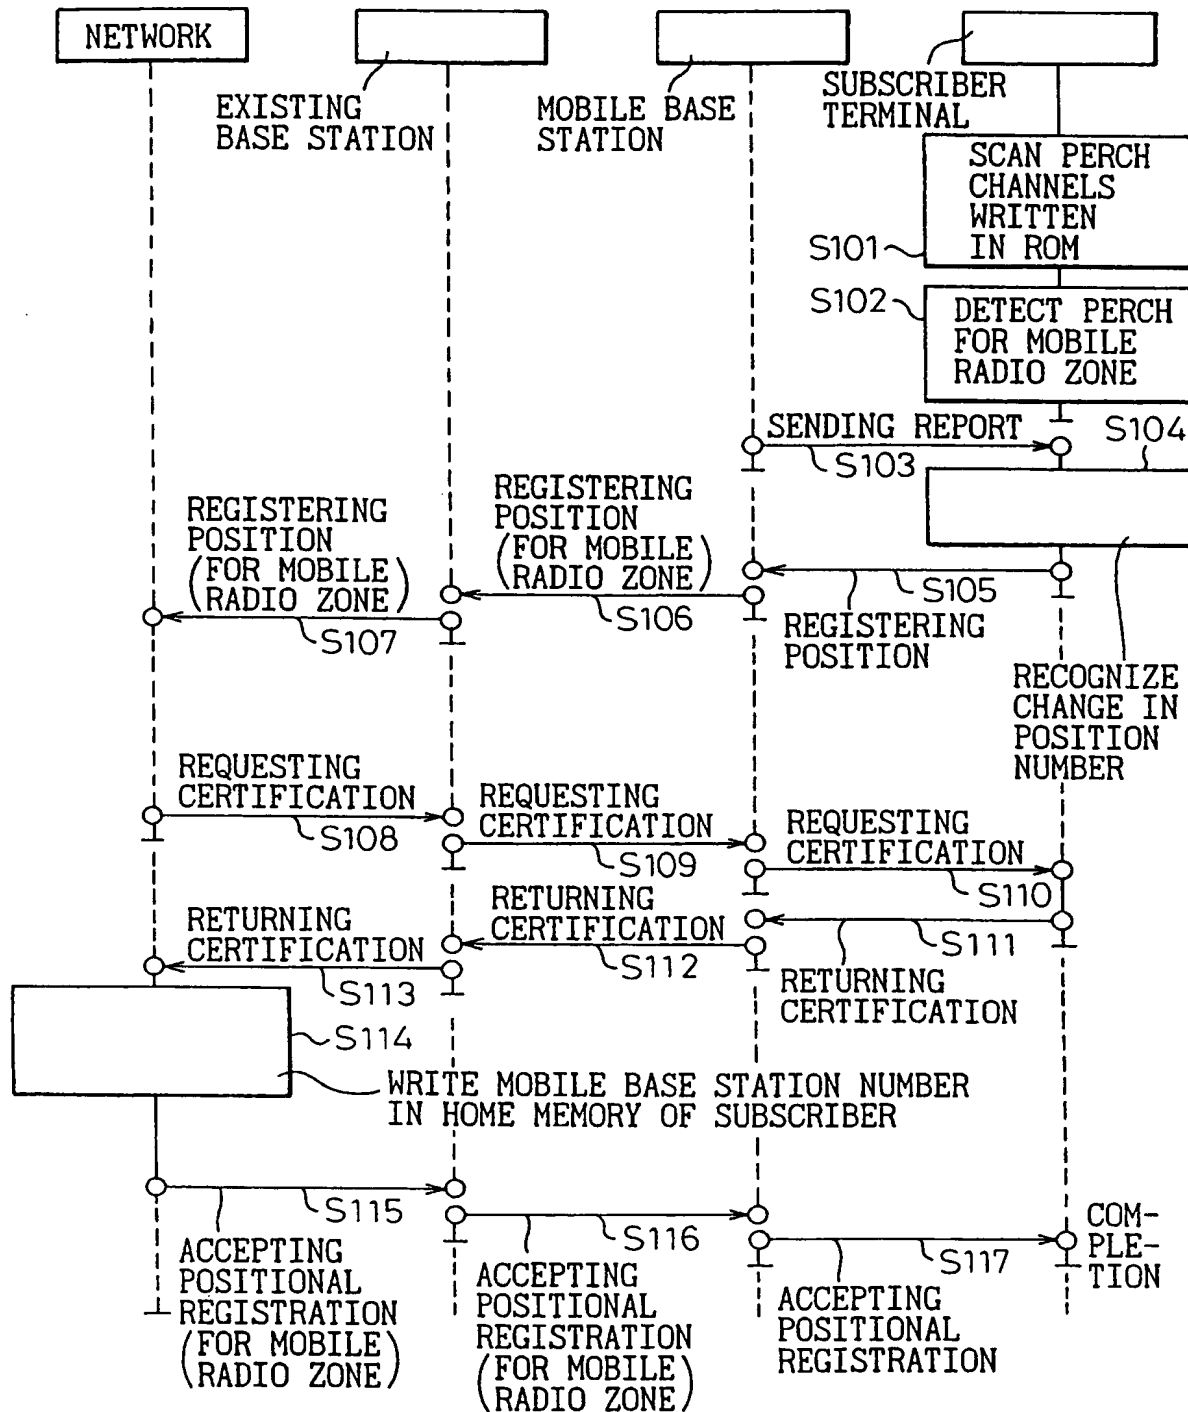 NETWORK
EXISTING
BASE STATION
MOBILE BASE
STATION
SUBSCRIBER
TERMINAL
SCAN PERCH
CHANNELS
WRITTEN
IN ROM
S101
S102
DETECT PERCH
FOR MOBILE
RADIO ZONE
SENDING REPORT
S103
S104
REGISTERING
POSITION
(FOR MOBILE
RADIO ZONE)
S107
REGISTERING
POSITION
(FOR MOBILE
RADIO ZONE)
S106
S105
REGISTERING
POSITION
RECOGNIZE
CHANGE IN
POSITION
NUMBER
REQUESTING
CERTIFICATION
S108
REQUESTING
CERTIFICATION
S109
REQUESTING
CERTIFICATION
S110
RETURNING
CERTIFICATION
S113
RETURNING
CERTIFICATION
S112
S111
RETURNING
CERTIFICATION
S114
WRITE MOBILE BASE STATION NUMBER
IN HOME MEMORY OF SUBSCRIBER
S115
ACCEPTING
POSITIONAL
REGISTRATION
(FOR MOBILE
RADIO ZONE)
S116
ACCEPTING
POSITIONAL
REGISTRATION
(FOR MOBILE
RADIO ZONE)
S117
ACCEPTING
POSITIONAL
REGISTRATION
COM-
PLE-
TION